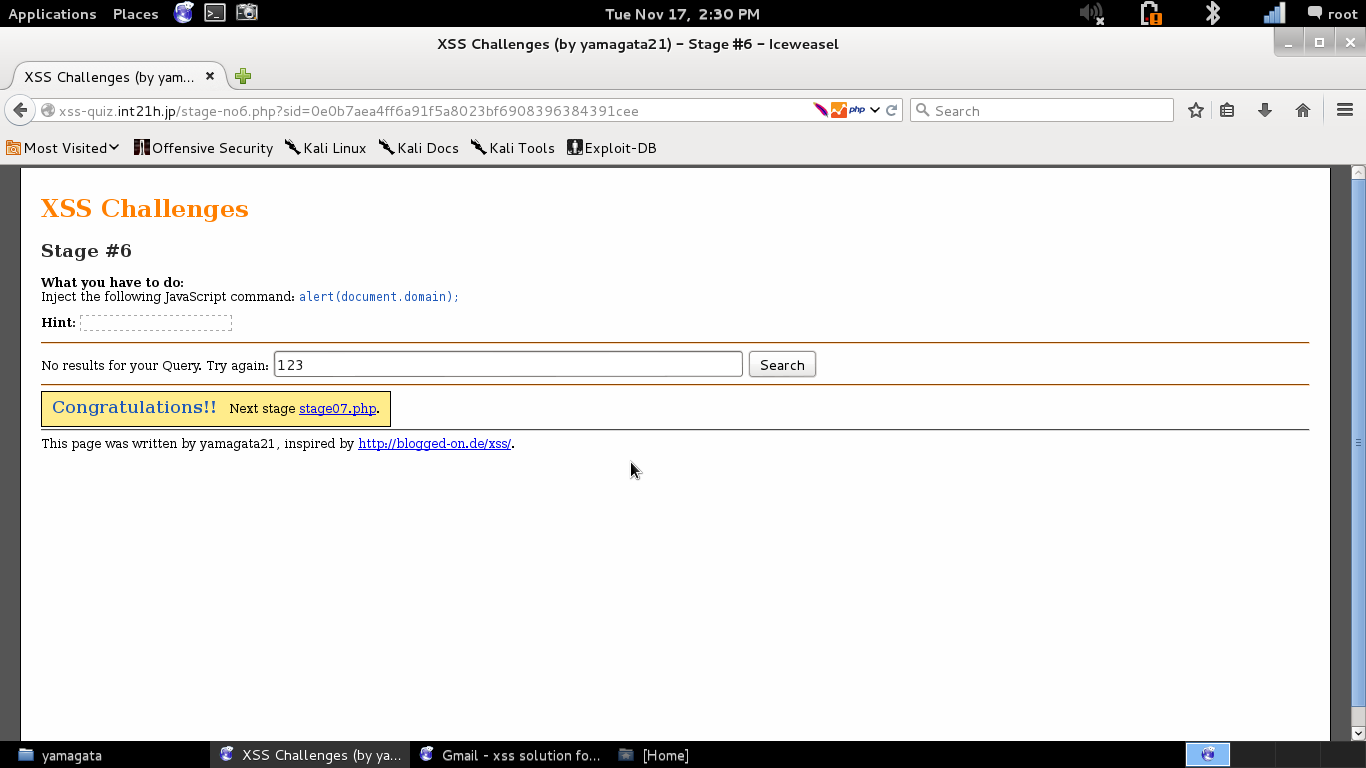 Applications Places Tue Nov 17, 2:30 PM root
XSS Challenges (by yamagata21) – Stage #6 – Iceweasel
XSS Challenges (by yam...
xss-quiz.int21h.jp/stage-no6.php?sid=0e0b7aea4ff6a91f5a8023bf6908396384391cee php Search
Most Visited Offensive Security Kali Linux Kali Docs Kali Tools Exploit-DB
XSS Challenges
Stage #6
What you have to do:
Inject the following JavaScript command: alert(document.domain);
Hint:
No results for your Query. Try again: 123 Search
Congratulations!! Next stage stage07.php.
This page was written by yamagata21, inspired by http://blogged-on.de/xss/.
yamagata XSS Challenges (by ya... Gmail - xss solution fo... [Home]